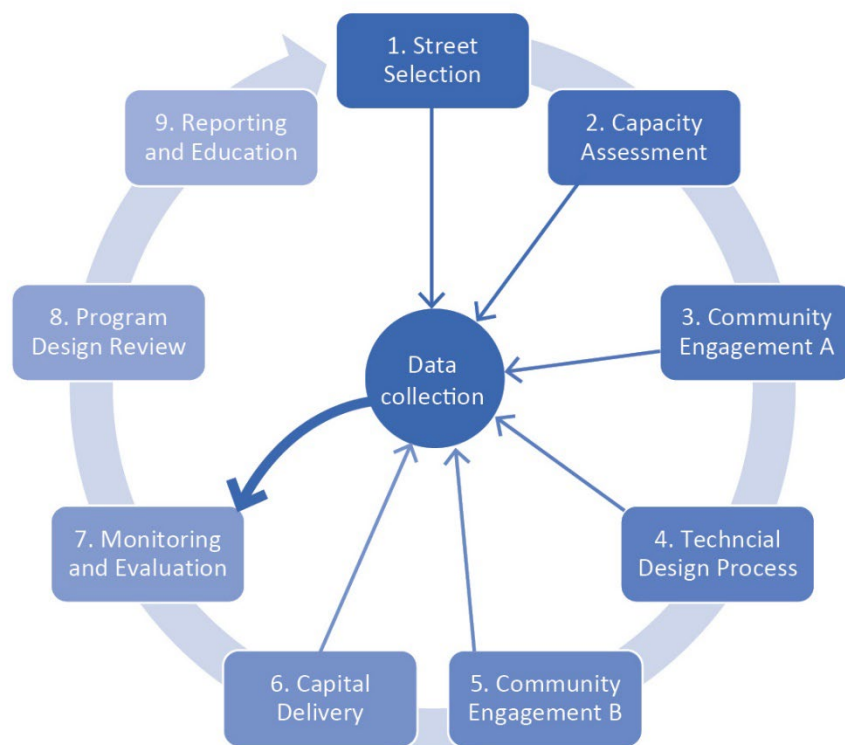 1. Street
Selection
2. Capacity
Assessment
3. Community
Engagement A
4. Techncial
Design Process
5. Community
Engagement B
6. Capital
Delivery
7. Monitoring
and Evaluation
8. Program
Design Review
9. Reporting
and Education
Data
collection